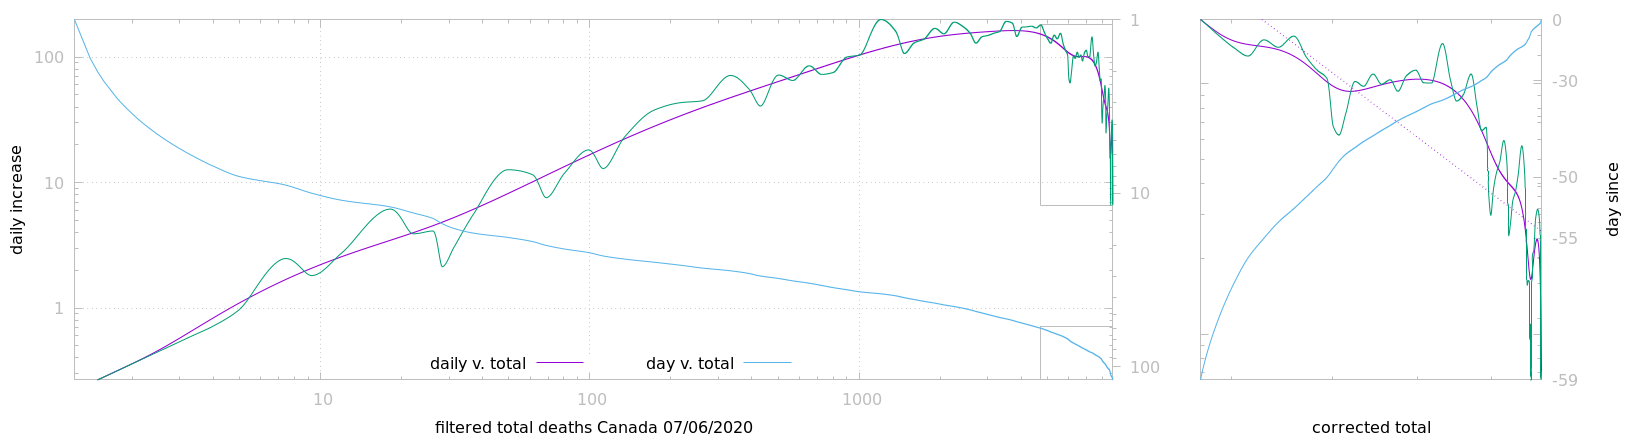 daily increase
100
10
1
daily v. total
day v. total
10
100
1000
filtered total deaths Canada 07/06/2020
1
10
100
0
-30
-50
-55
-59
day since
corrected total